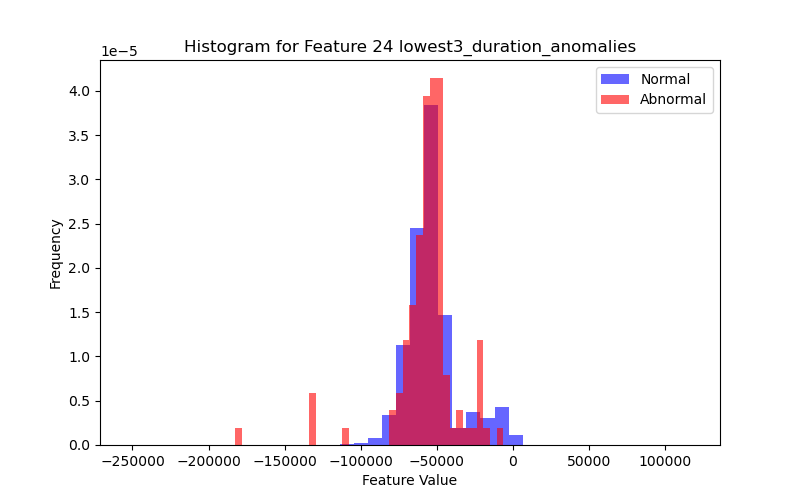 Histogram for Feature 24 lowest3_duration_anomalies
1e−5
Normal
Abnormal
4.0
3.5
3.0
2.5
2.0
1.5
1.0
0.5
0.0
Frequency
−250000 −200000 −150000 −100000 −50000 0 50000 100000
Feature Value